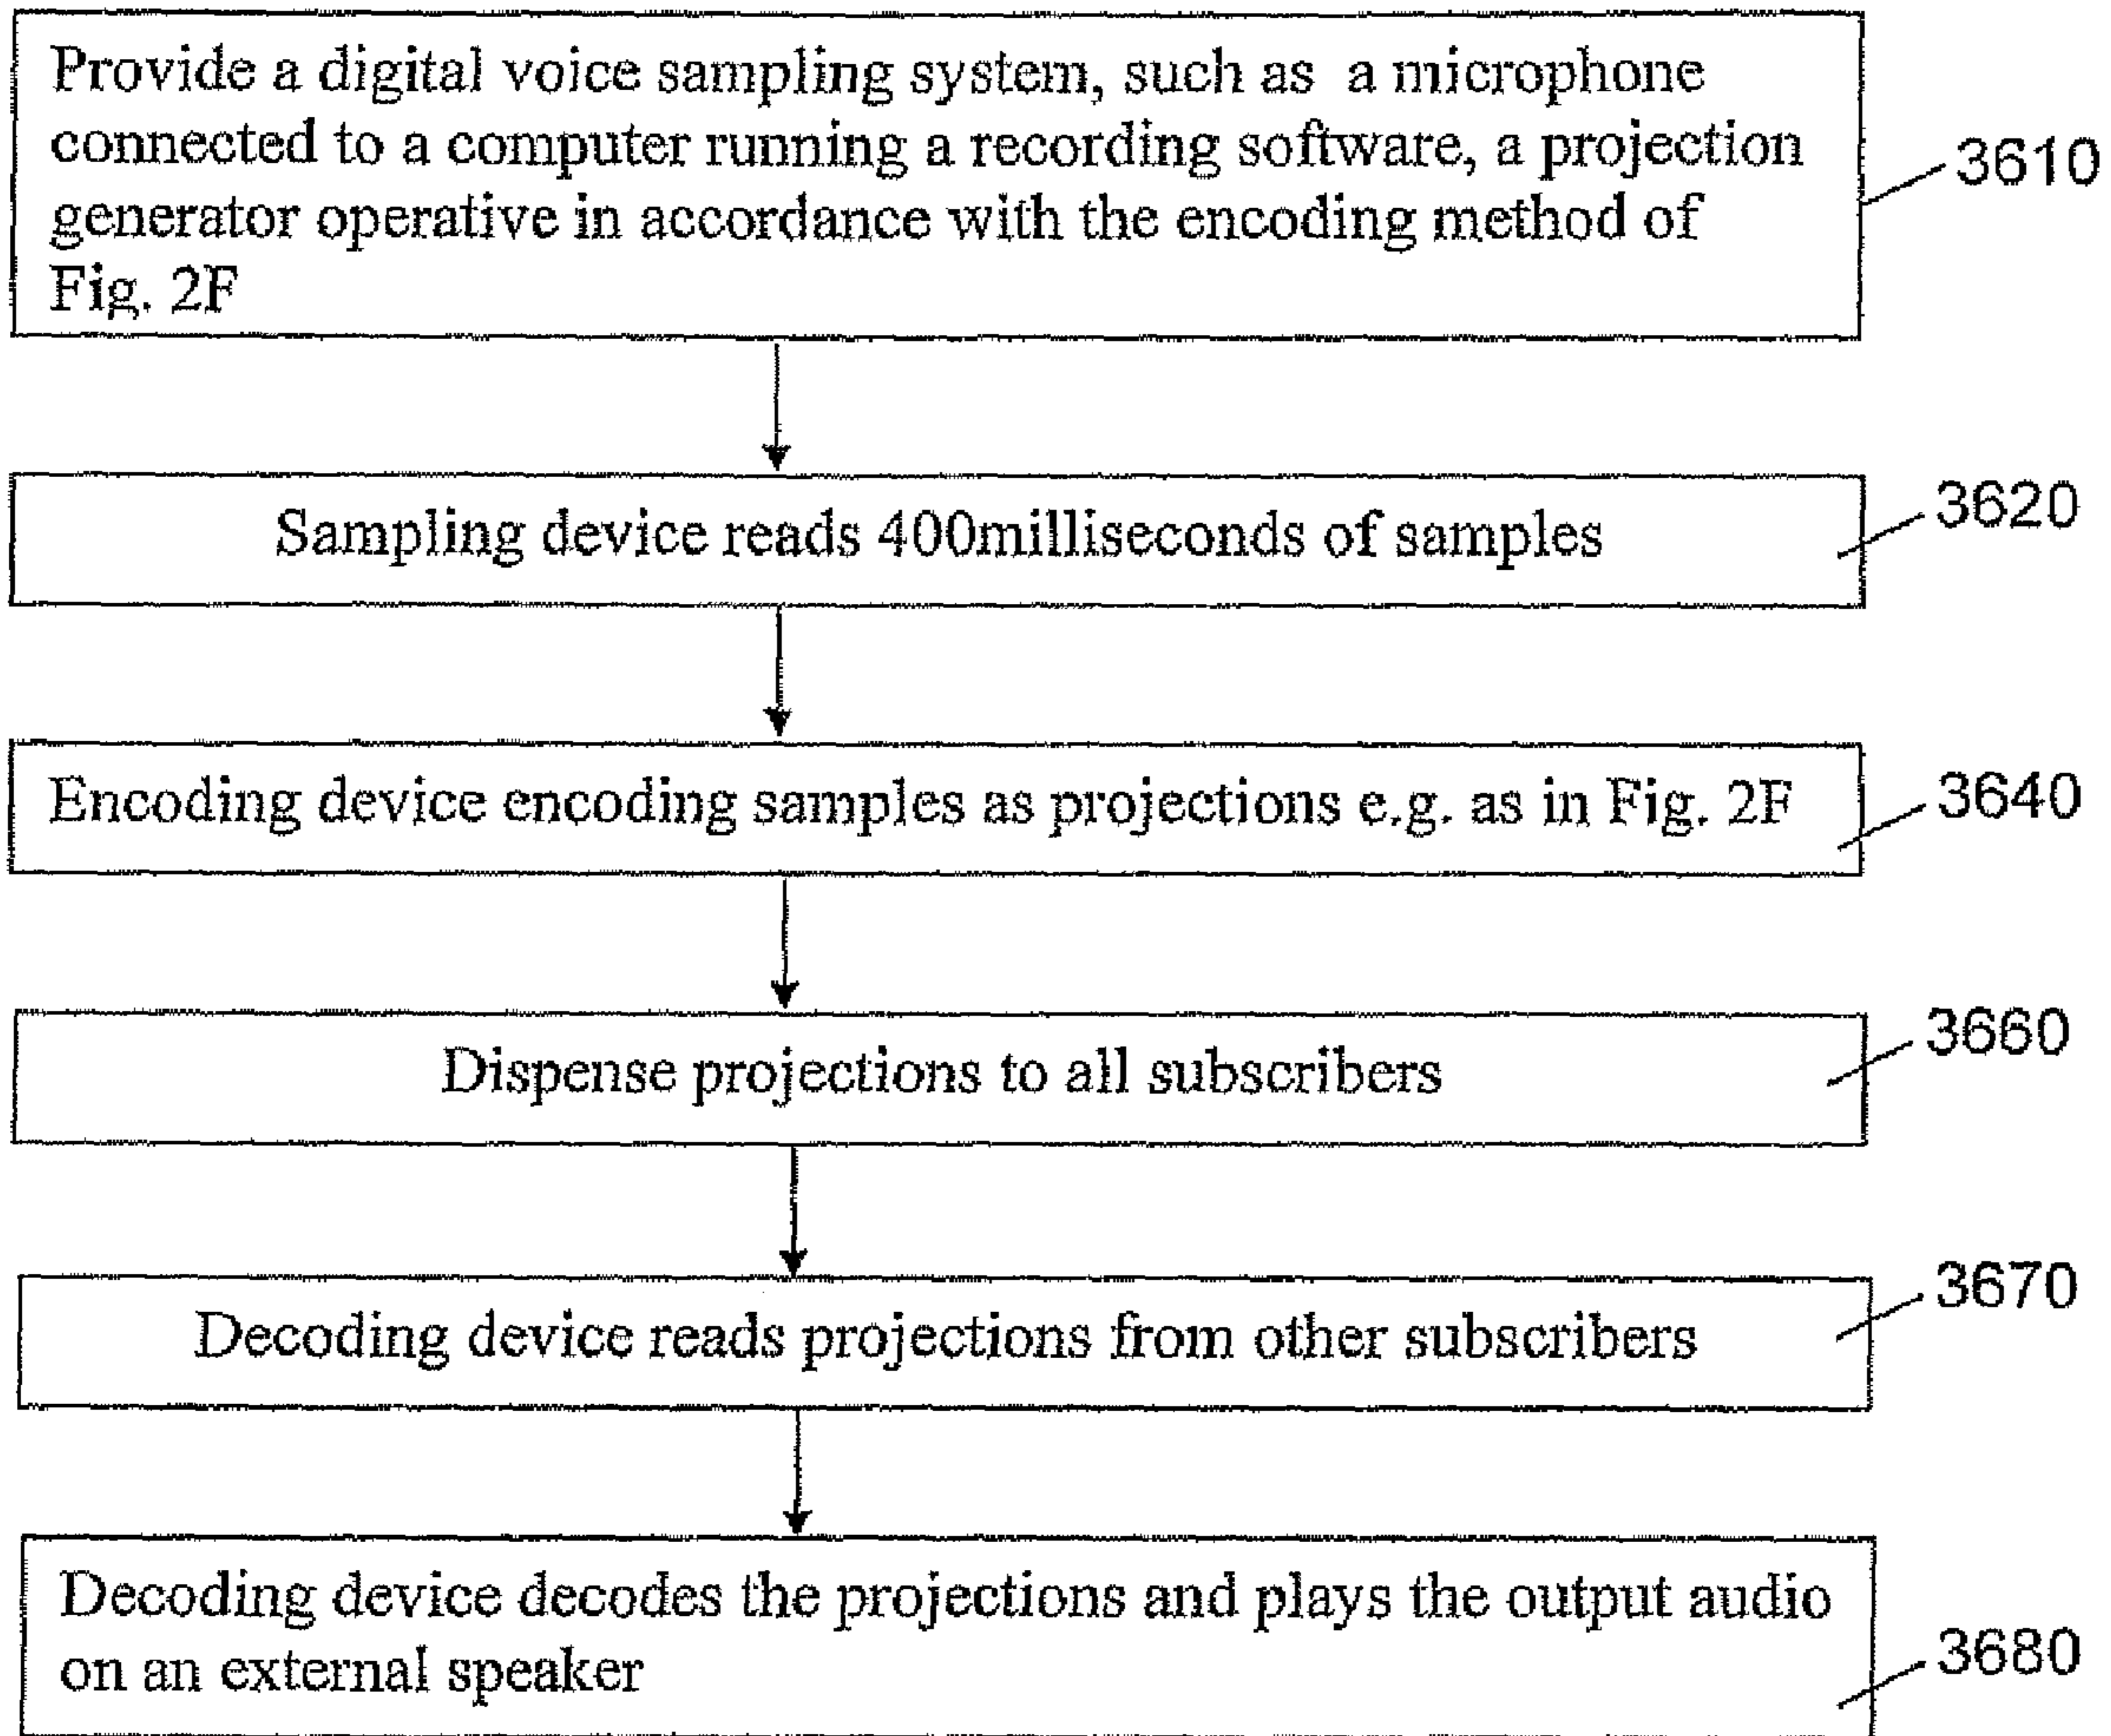 Provide a digital voice sampling system, such as a microphone
connected to a computer running a recording software, a projection
generator operative in accordance with the encoding method of
Fig. 2F
3610
Sampling device reads 400milliseconds of samples
3620
Encoding device encoding samples as projections e.g. as in Fig. 2F
3640
Dispense projections to all subscribers
3660
Decoding device reads projections from other subscribers
3670
Decoding device decodes the projections and plays the output audio
on an external speaker
3680